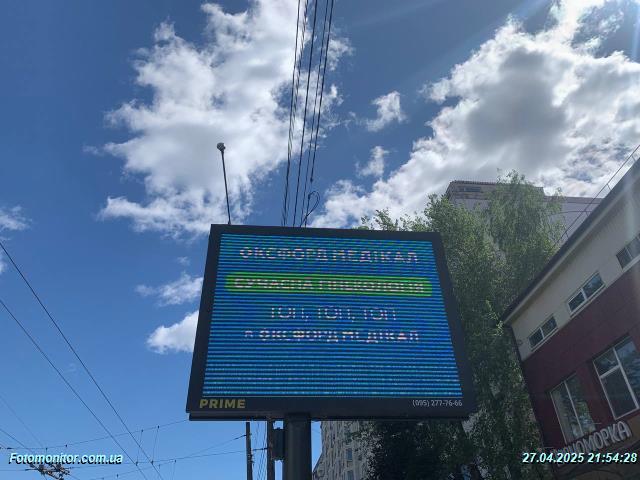 ОКСФОРД МЕДІКАЛ
СУЧАСНА ГІНЕКОЛОГІЯ
ТОП, ТОП, ТОП
В ОКСФОРД МЕДІКАЛ
PRIME
(095) 277-76-66
Fotomonitor.com.ua
27.04.2025 21:54:28